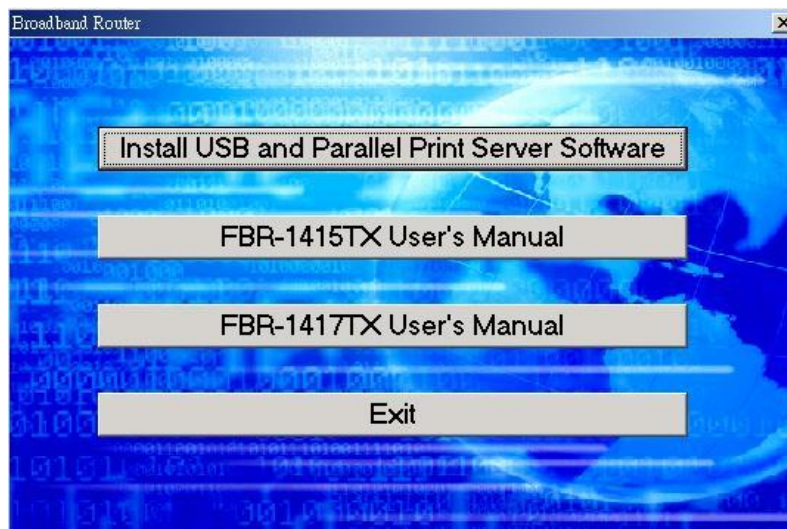 Broadband Router
Install USB and Parallel Print Server Software
FBR-1415TX User's Manual
FBR-1417TX User's Manual
Exit